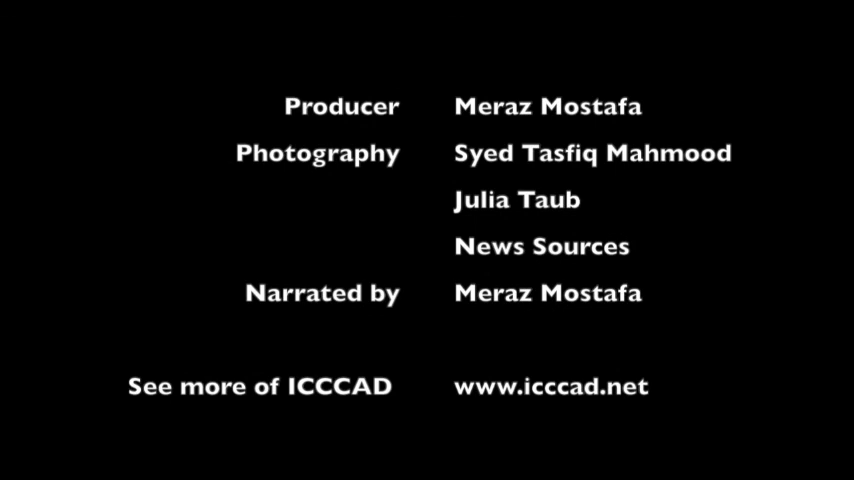 Producer Meraz Mostafa
Photography Syed Tasfiq Mahmood
Julia Taub
News Sources
Narrated by Meraz Mostafa
See more of ICCCAD www.icccad.net